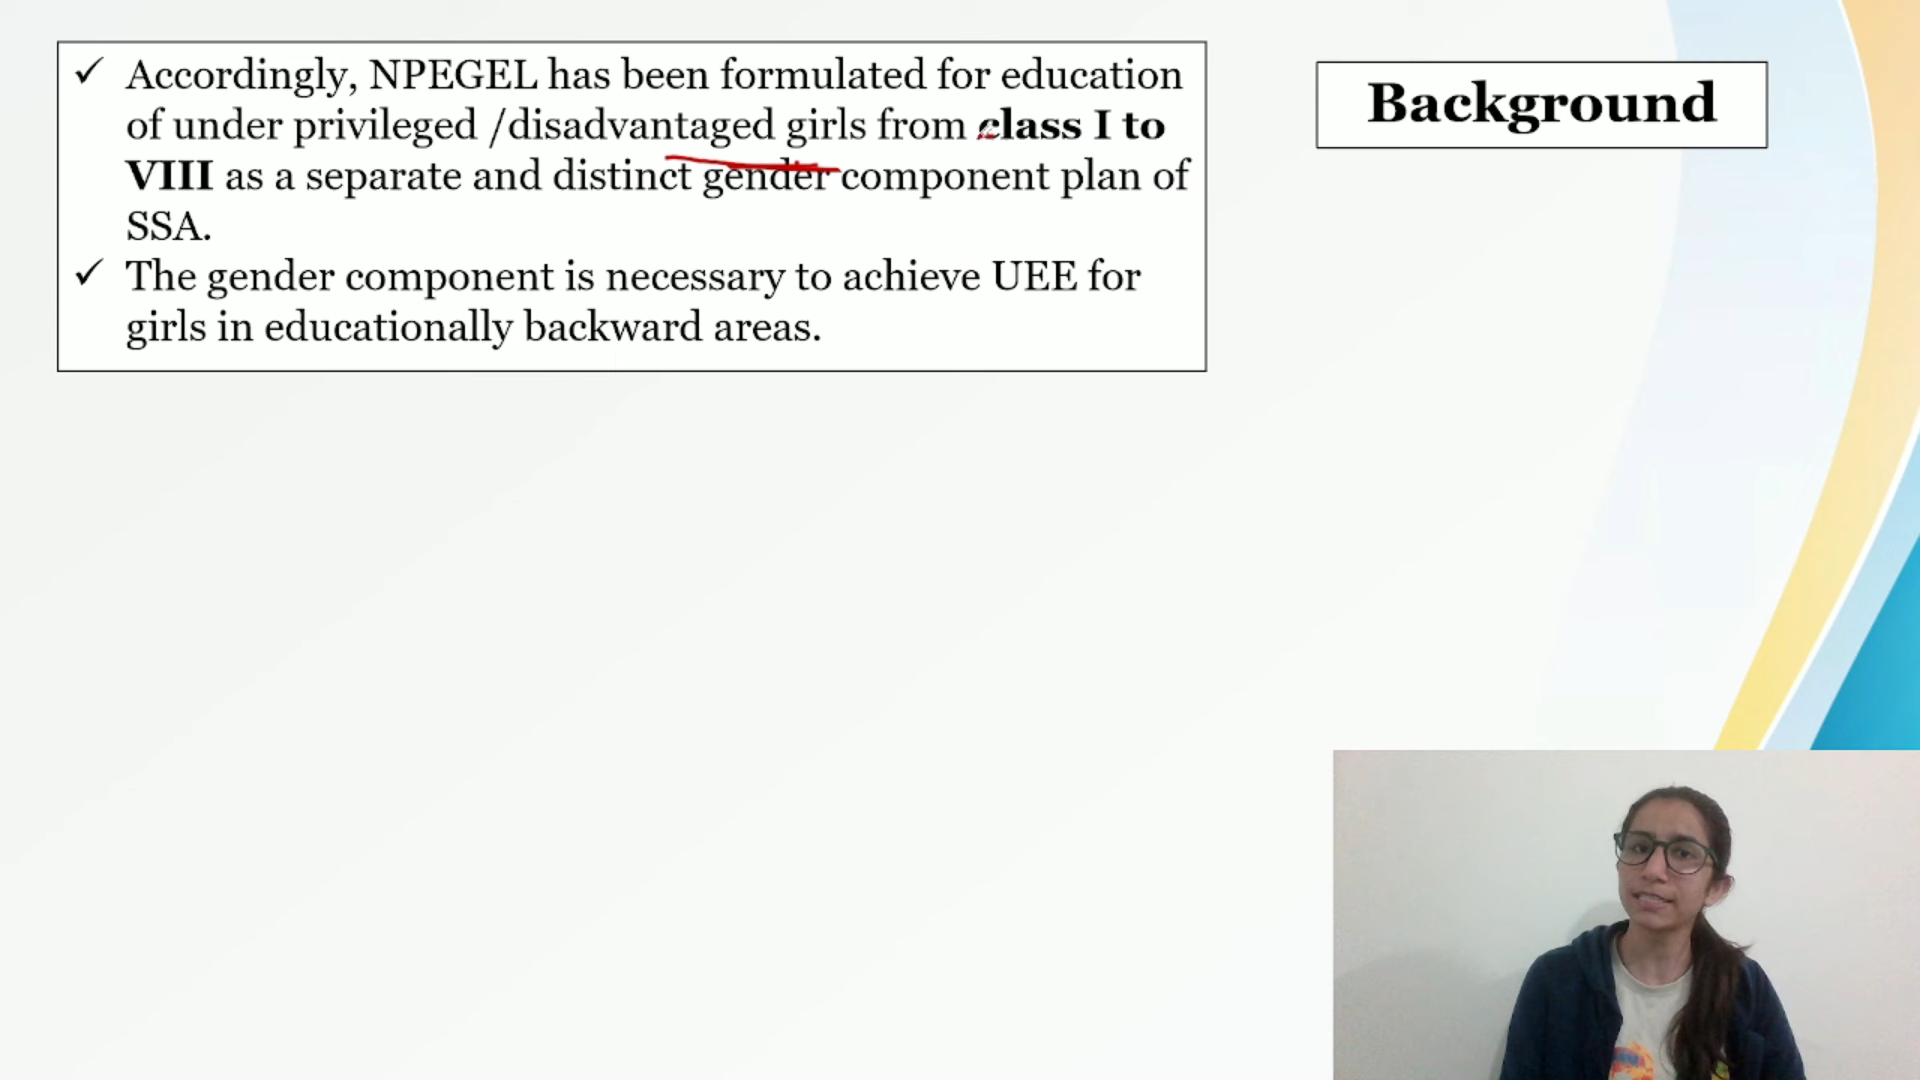 ✓ Accordingly, NPEGEL has been formulated for education
of under privileged /disadvantaged girls from class I to
VIII as a separate and distinct gender component plan of
SSA.
✓ The gender component is necessary to achieve UEE for
girls in educationally backward areas.
Background